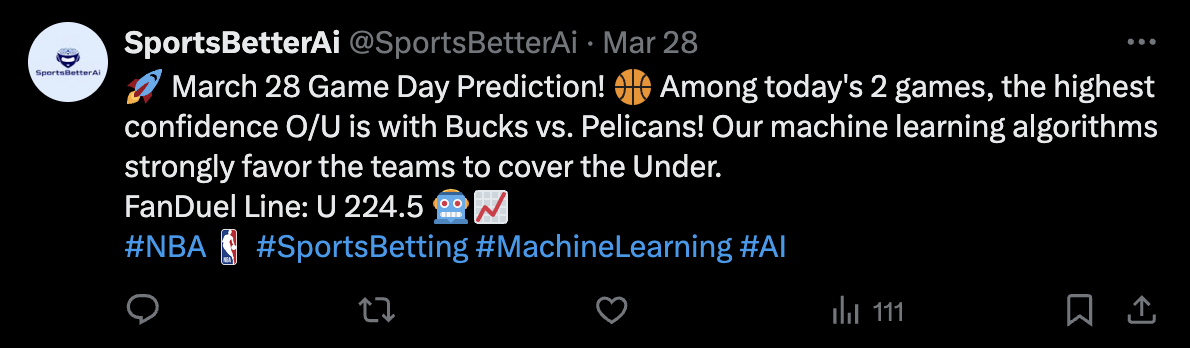 SportsBetterAi @SportsBetterAi · Mar 28
🚀 March 28 Game Day Prediction! 🏀 Among today's 2 games, the highest
confidence O/U is with Bucks vs. Pelicans! Our machine learning algorithms
strongly favor the teams to cover the Under.
FanDuel Line: U 224.5 🤖📈
#NBA #SportsBetting #MachineLearning #AI
111
SportsBetterAi
NBA